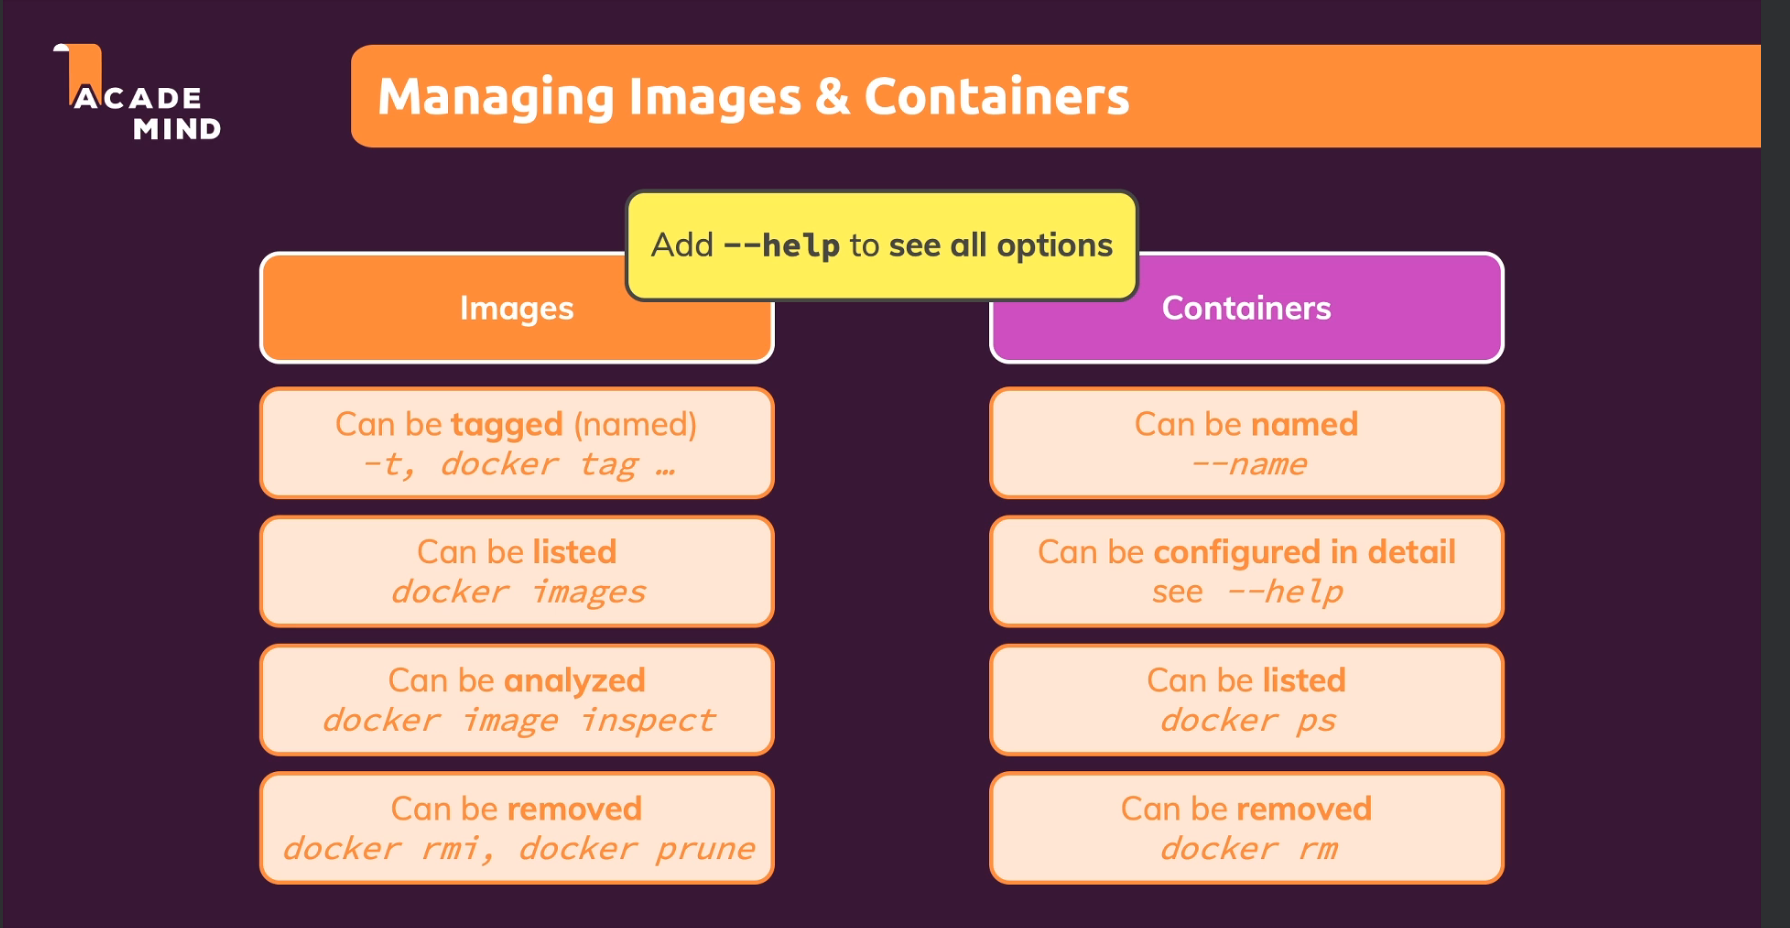 ACADE
MIND
Managing Images & Containers
Add --help to see all options
Images
Can be tagged (named)
-t, docker tag …
Can be listed
docker images
Can be analyzed
docker image inspect
Can be removed
docker rmi, docker prune
Containers
Can be named
--name
Can be configured in detail
see --help
Can be listed
docker ps
Can be removed
docker rm